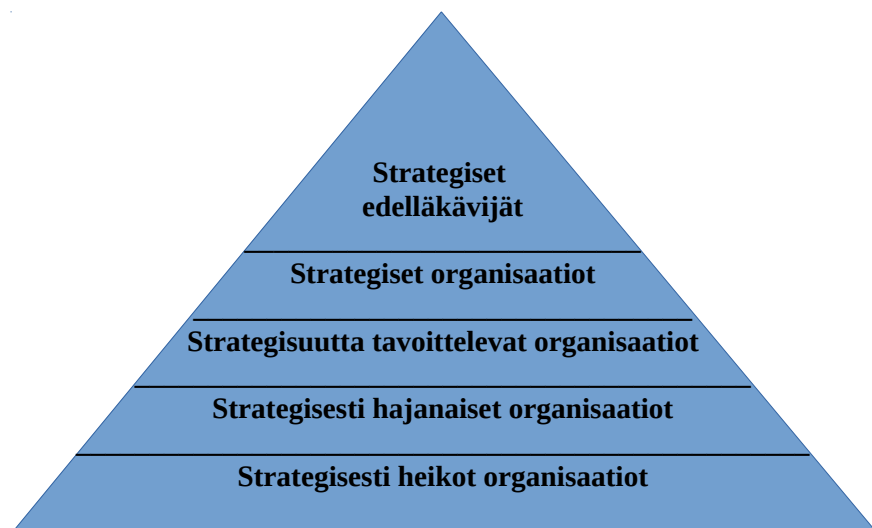 Strategiset
edelläkävijät
Strategiset organisaatiot
Strategisuutta tavoittelevat organisaatiot
Strategisesti hajanaiset organisaatiot
Strategisesti heikot organisaatiot